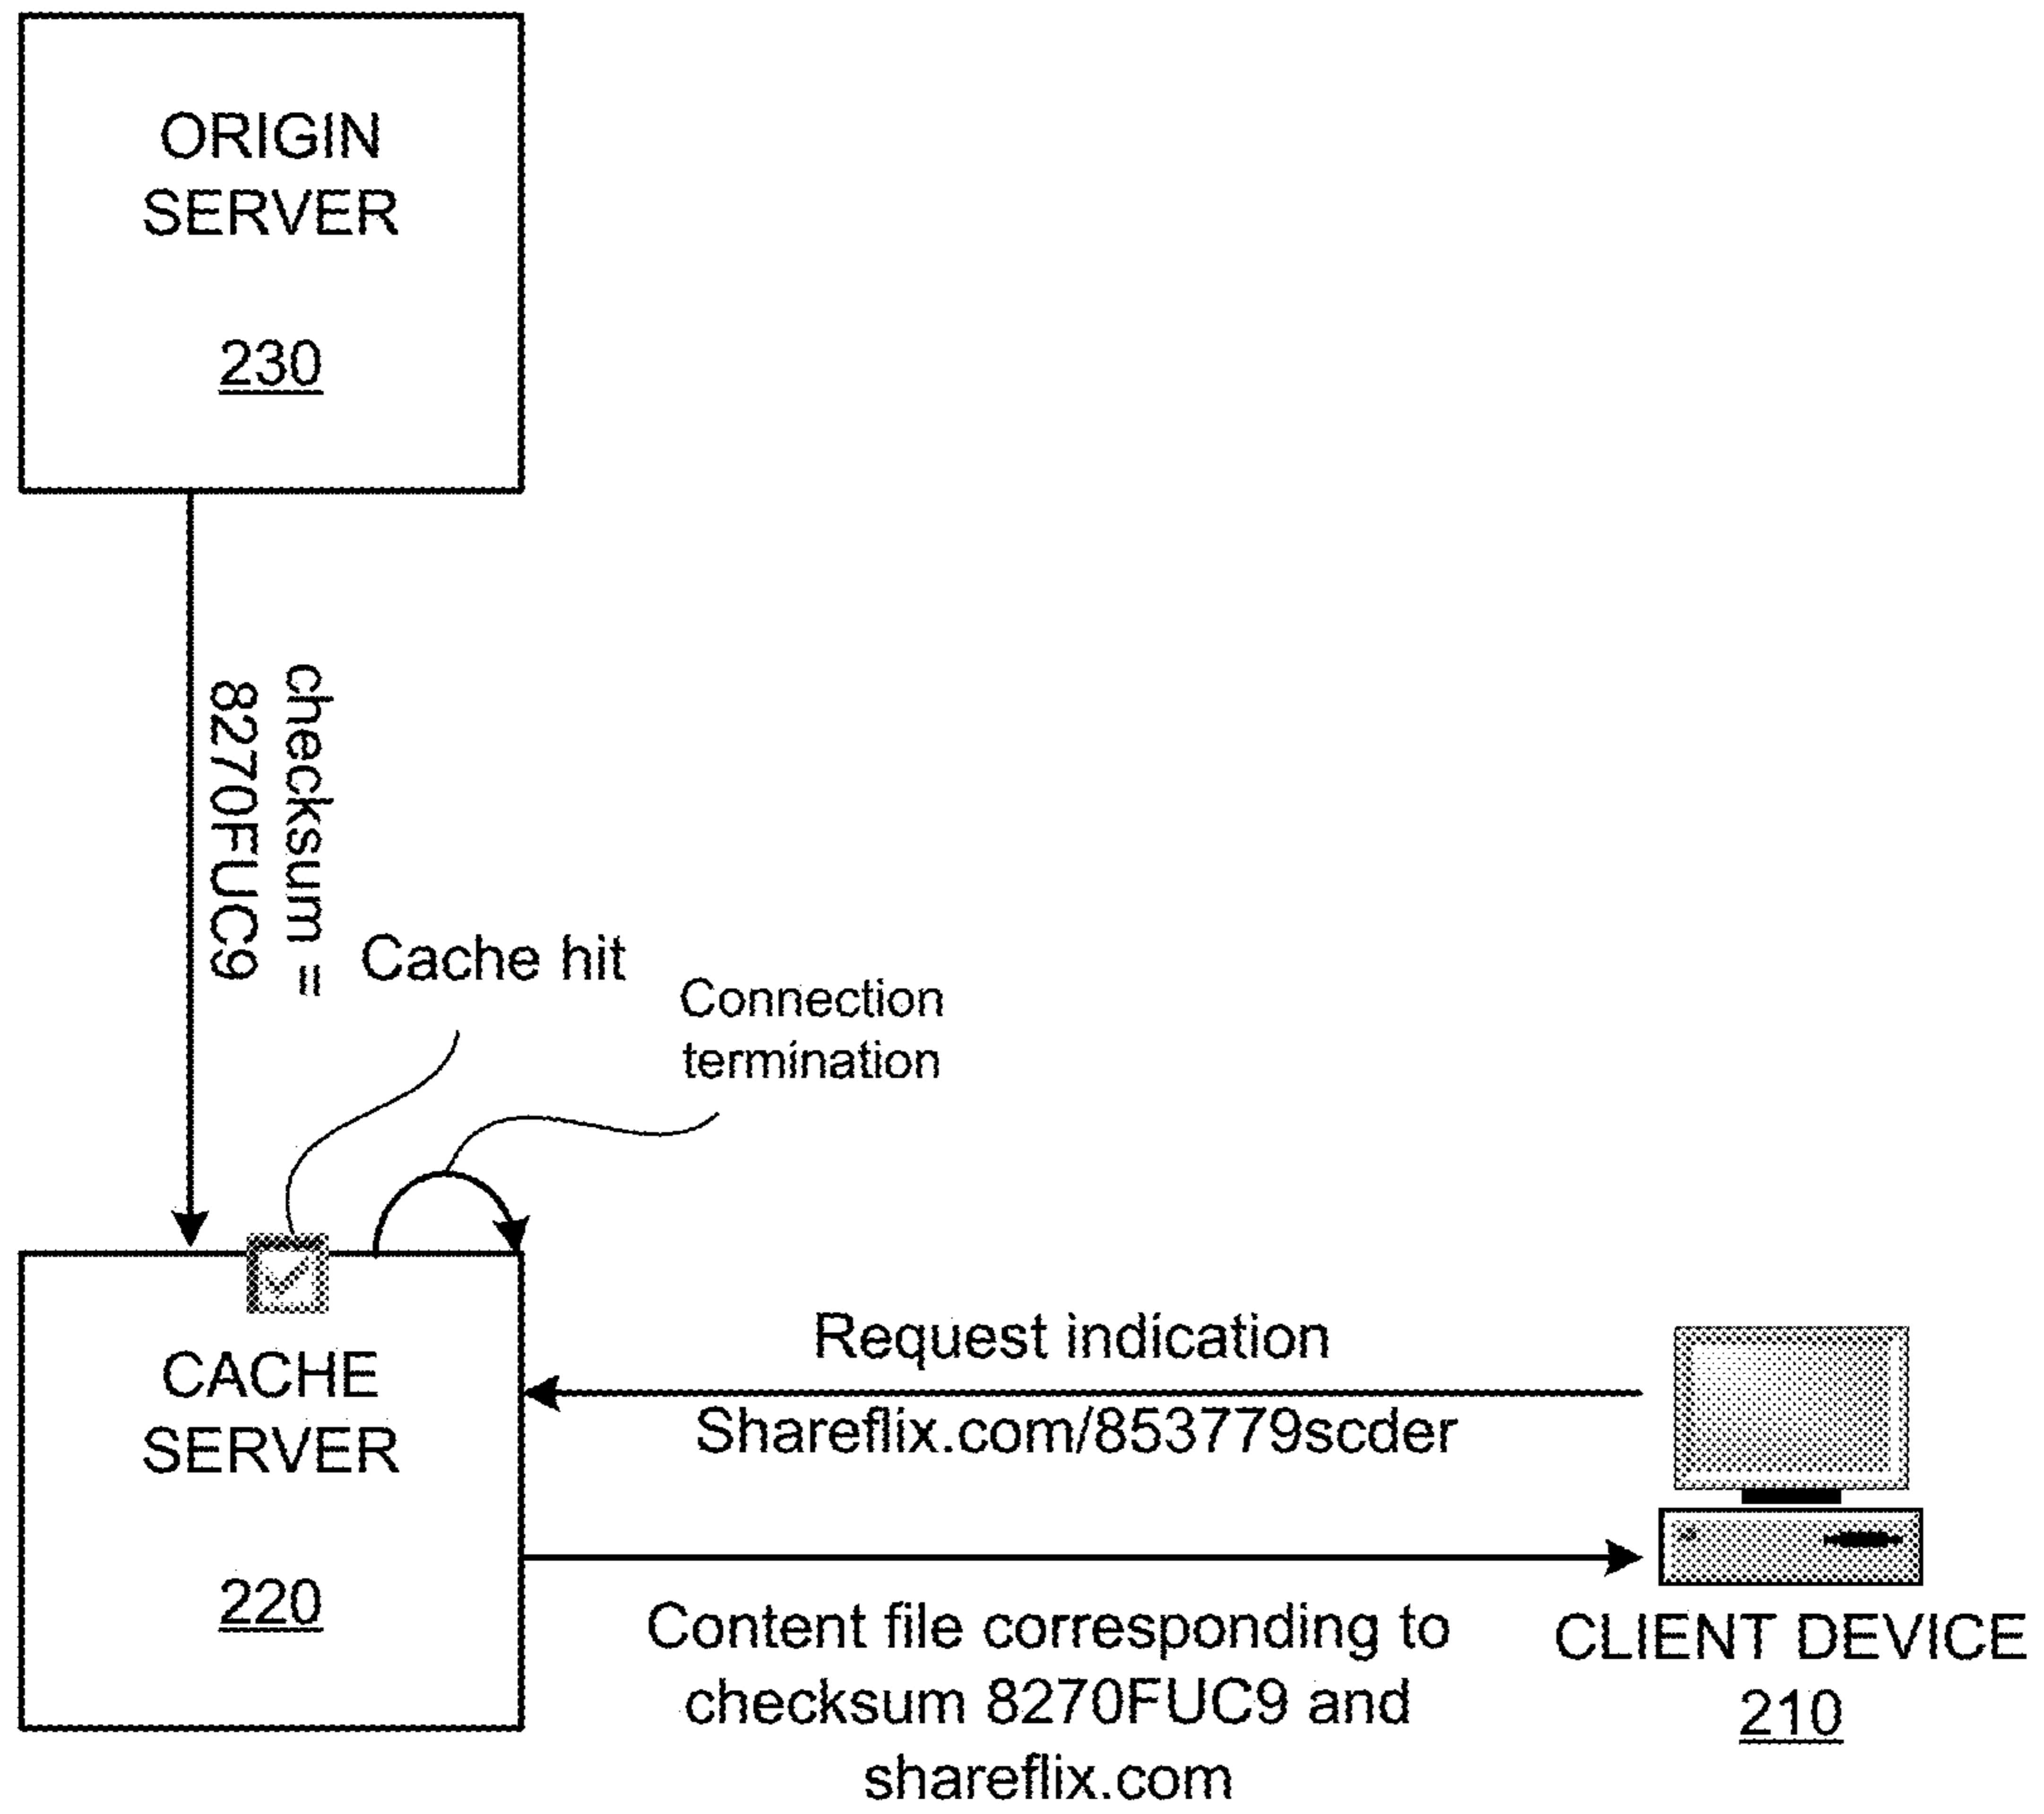 ORIGIN
SERVER
230
checksum =
8270FUC9
Cache hit
Connection
termination
CACHE
SERVER
220
Request indication
Shareflix.com/853779scder
Content file corresponding to
checksum 8270FUC9 and
shareflix.com
CLIENT DEVICE
210